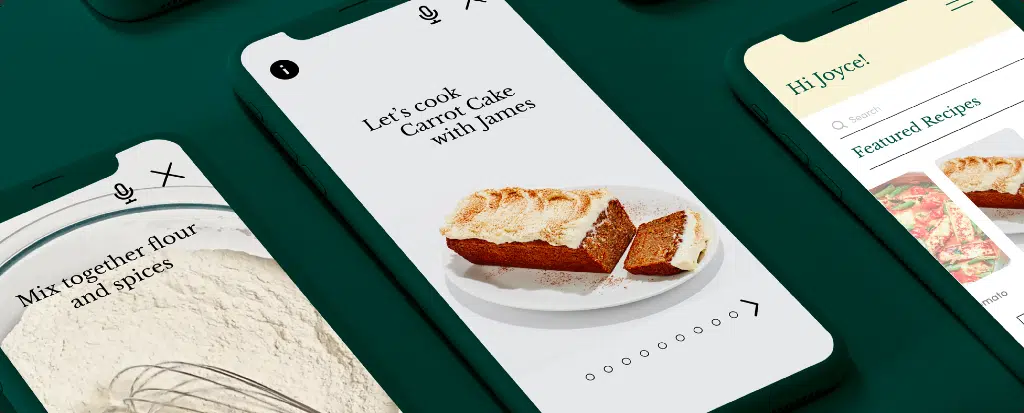 Mix together flour
and spices
i
Let's cook
Carrot Cake
with James
Hi Joyce!
Search
Featured Recipes